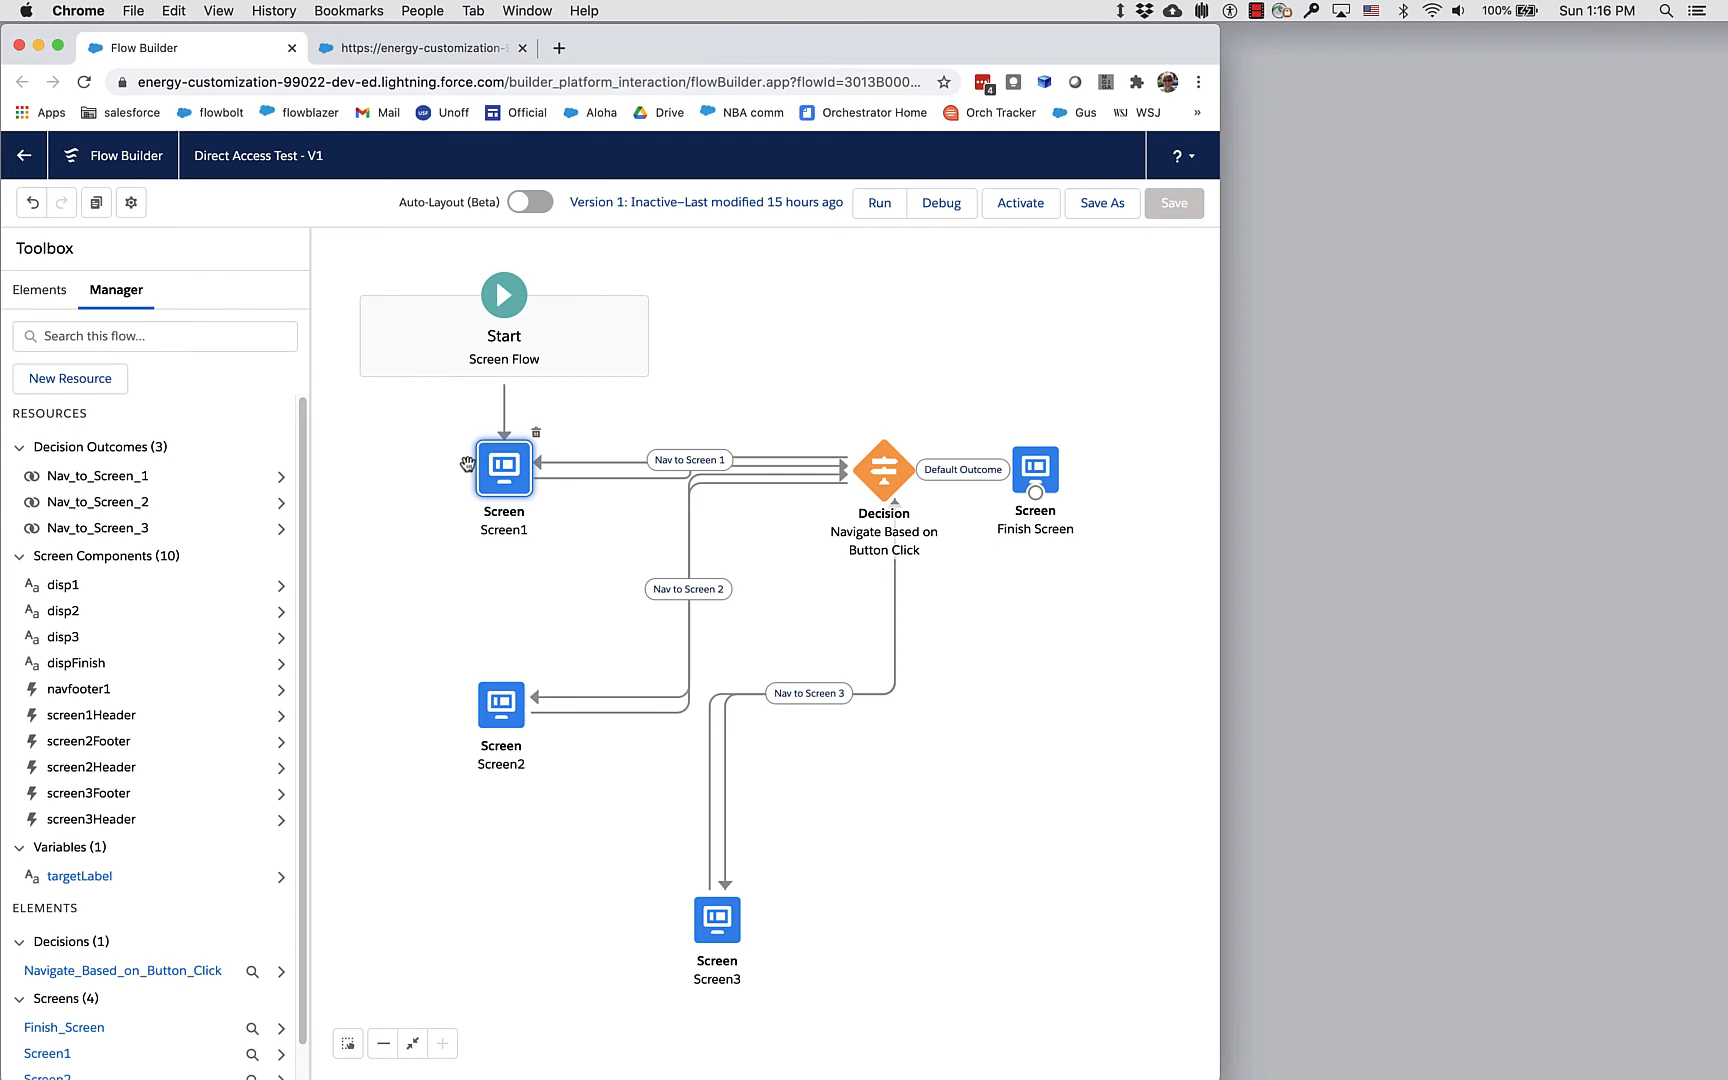 Chrome File Edit View History Bookmarks People Tab Window Help
100% Sun 1:16 PM
Flow Builder
https://energy-customization-9
energy-customization-99022-dev-ed.lightning.force.com/builder_platform_interaction/flowBuilder.app?flowId=3013B000...
4
Apps salesforce flowbolt flowblazer Mail Unoff Official Aloha Drive NBA comm Orchestrator Home Orch Tracker Gus WSJ WSJ »
Flow Builder
Direct Access Test - V1
?
Auto-Layout (Beta)
Version 1: Inactive–Last modified 15 hours ago
Run
Debug
Activate
Save As
Save
Toolbox
Elements
Manager
Search this flow...
New Resource
RESOURCES
Decision Outcomes (3)
Nav_to_Screen_1
Nav_to_Screen_2
Nav_to_Screen_3
Screen Components (10)
disp1
disp2
disp3
dispFinish
navfooter1
screen1Header
screen2Footer
screen2Header
screen3Footer
screen3Header
Variables (1)
targetLabel
ELEMENTS
Decisions (1)
Navigate_Based_on_Button_Click
Screens (4)
Finish_Screen
Screen1
Screen2
Start
Screen Flow
Screen
Screen1
Nav to Screen 1
Decision
Navigate Based on
Button Click
Default Outcome
Screen
Finish Screen
Nav to Screen 2
Screen
Screen2
Nav to Screen 3
Screen
Screen3